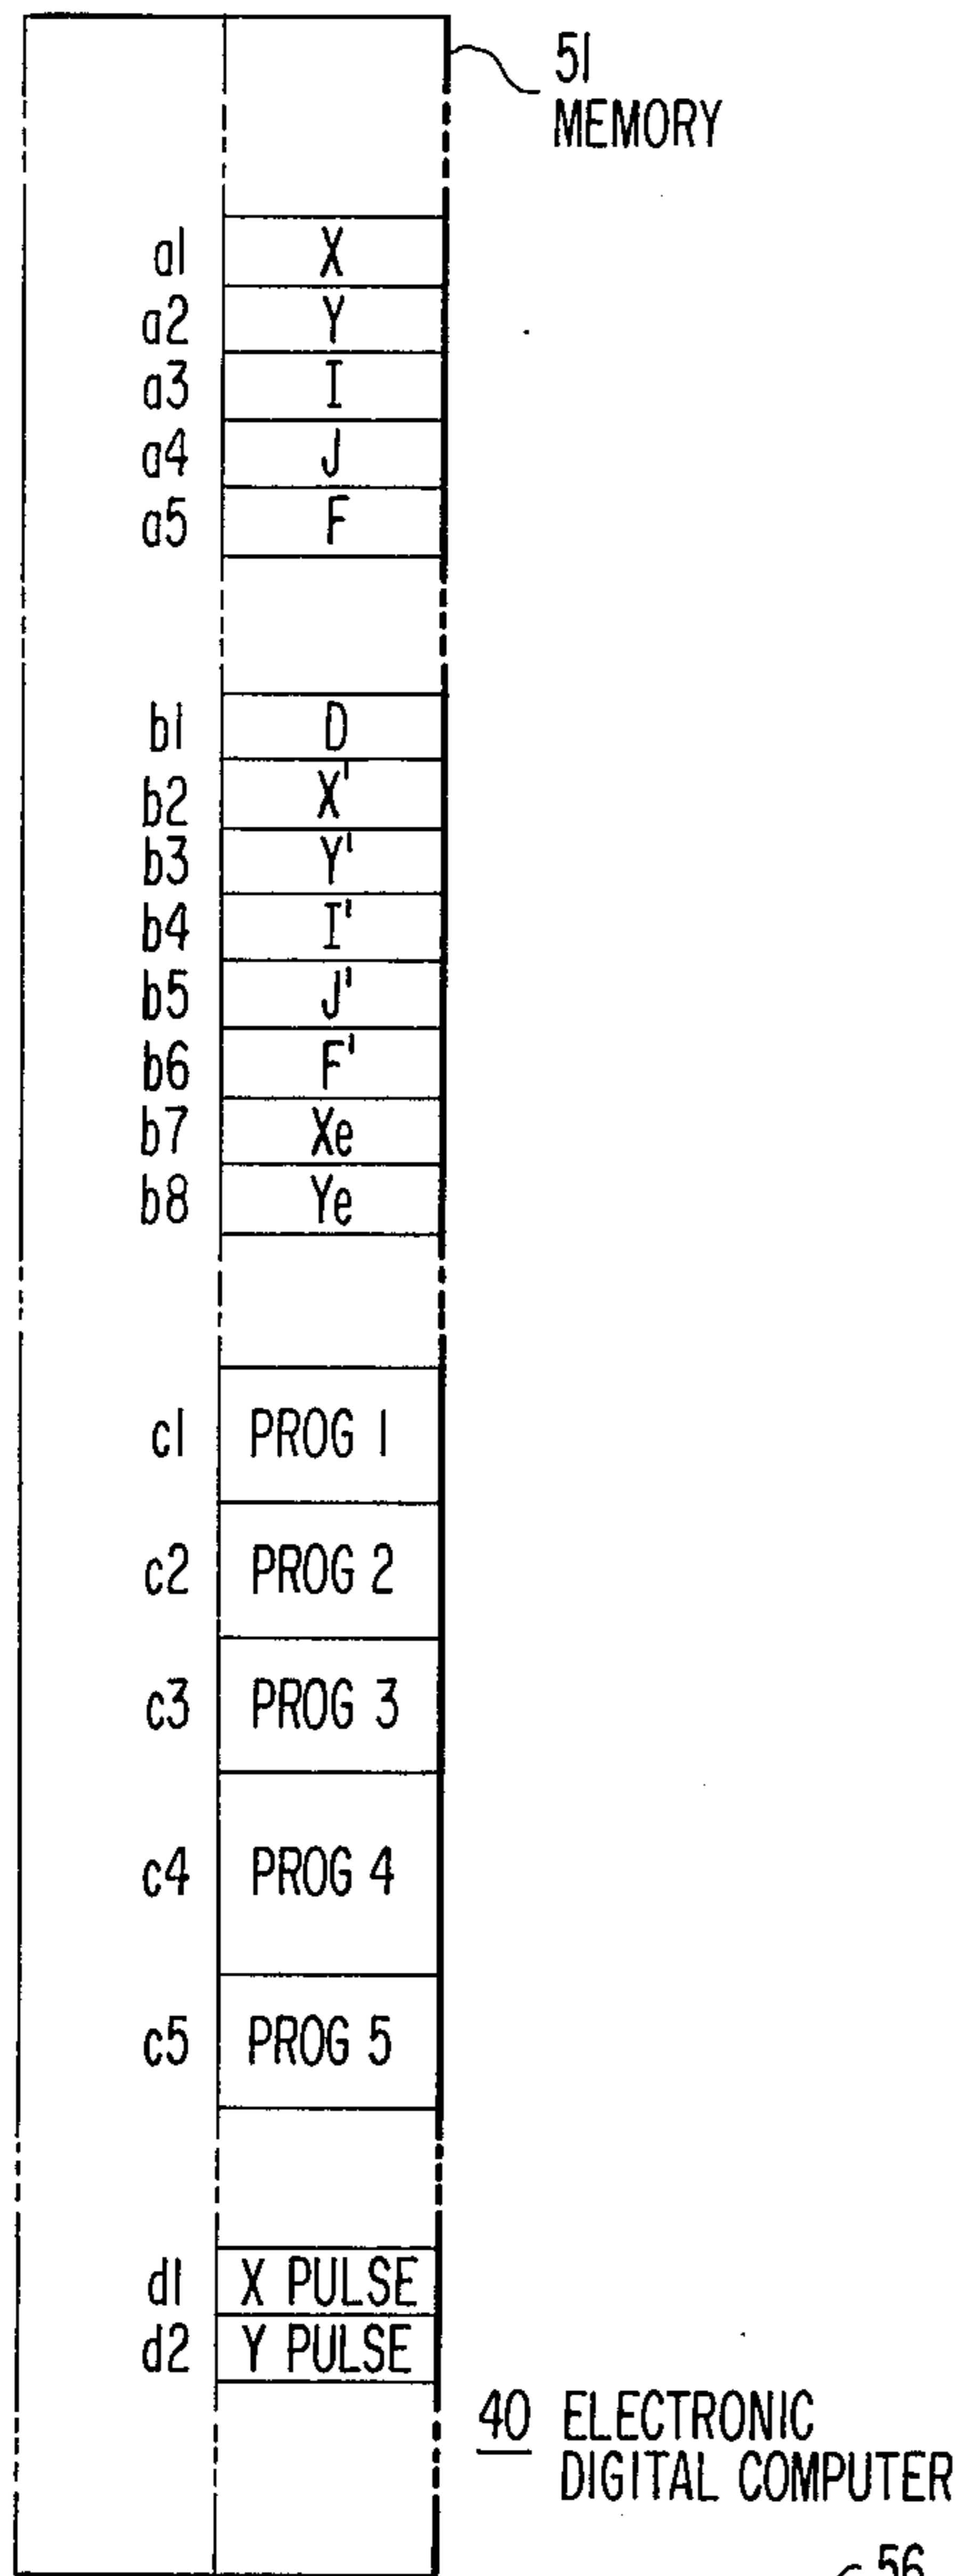 51
MEMORY
a1 X
a2 Y
a3 I
a4 J
a5 F
b1 D
b2 X'
b3 Y'
b4 I'
b5 J'
b6 F'
b7 Xe
b8 Ye
c1 PROG 1
c2 PROG 2
c3 PROG 3
c4 PROG 4
c5 PROG 5
d1 X PULSE
d2 Y PULSE
40 ELECTRONIC
DIGITAL COMPUTER
56